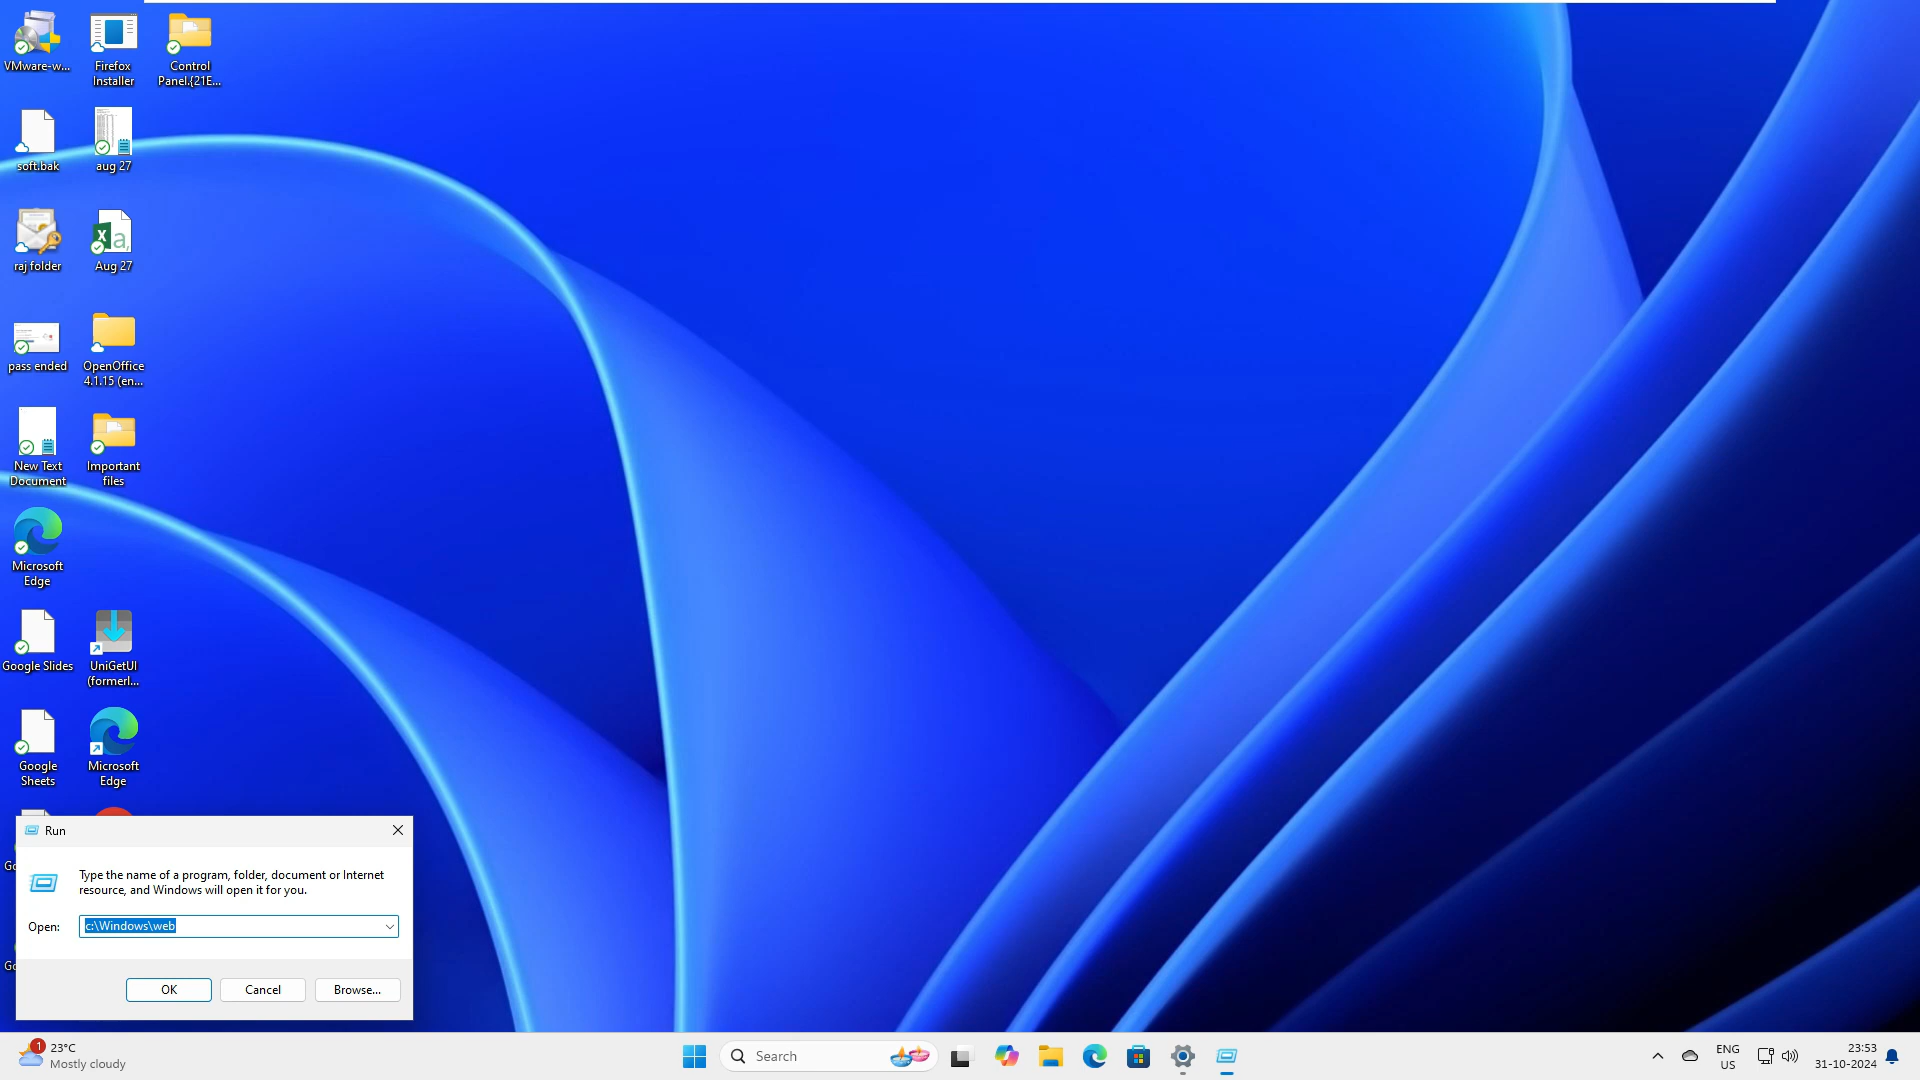 VMware-w...
Firefox
Installer
Control
Panel.{21E...
soft.bak
aug 27
raj folder
Aug 27
pass ended
OpenOffice
4.1.15 (en...
New Text
Document
Important
files
Microsoft
Edge
Google Slides
UniGetUI
(formerl...
Google
Sheets
Microsoft
Edge
Run
Type the name of a program, folder, document or Internet
resource, and Windows will open it for you.
Open:
c:\Windows\web
OK
Cancel
Browse...
1
23°C
Mostly cloudy
Search
ENG
US
23:53
31-10-2024